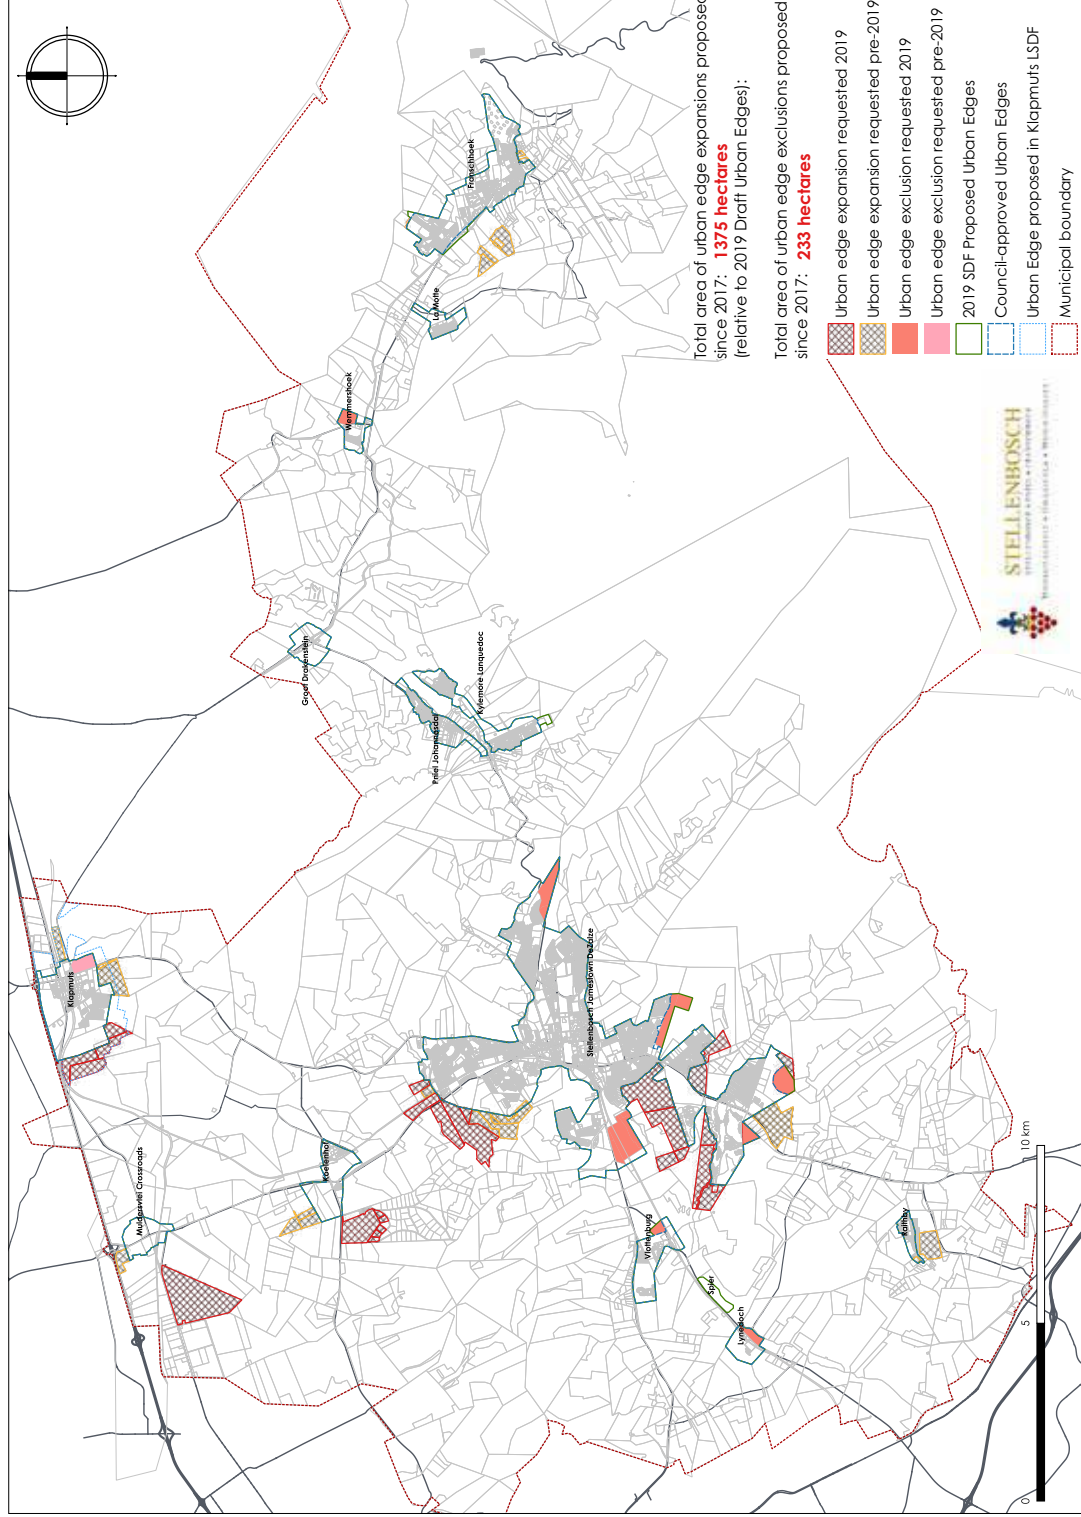 Total area of urban edge expansions proposed
since 2017: 1375 hectares
(relative to 2019 Draft Urban Edges):
Total area of urban edge exclusions proposed
since 2017: 233 hectares
Urban edge expansion requested 2019
Urban edge expansion requested pre-2019
Urban edge exclusion requested 2019
Urban edge exclusion requested pre-2019
2019 SDF Proposed Urban Edges
Council-approved Urban Edges
Urban Edge proposed in Klapmuts LSDF
Municipal boundary
STELLENBOSCH
Franschhoek
La Motte
Wemmershoek
Groot Drakenstein
Pniel Johannesdal
Kylemore Lanquedoc
Klapmuts
Stellenbosch Jamestown DeZalze
Koelenhof
Muldersvlei Crossroads
Vlottenburg
Spier
Lynedoch
Raithby
0 5 10 km